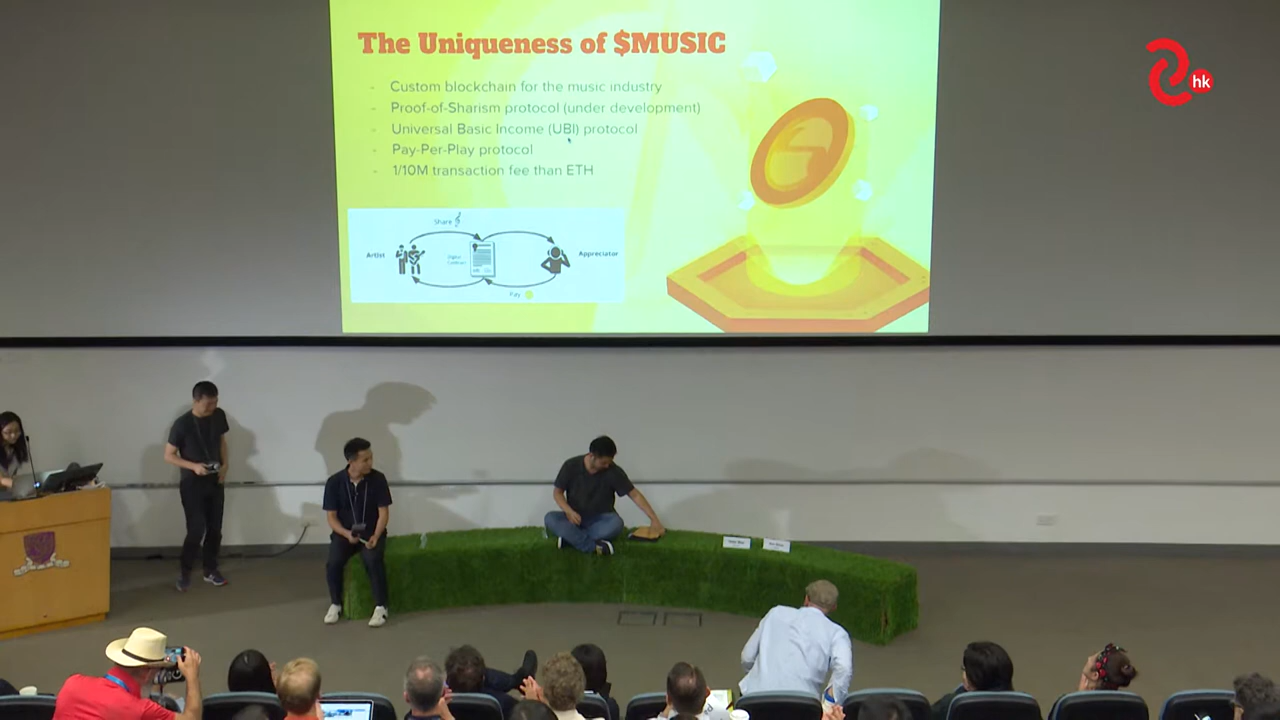 The Uniqueness of $MUSIC
hk
- Custom blockchain for the music industry
- Proof-of-Sharism protocol (under development)
- Universal Basic Income (UBI) protocol
- Pay-Per-Play protocol
- 1/10M transaction fee than ETH
Share
Artist
Appreciator
Pay